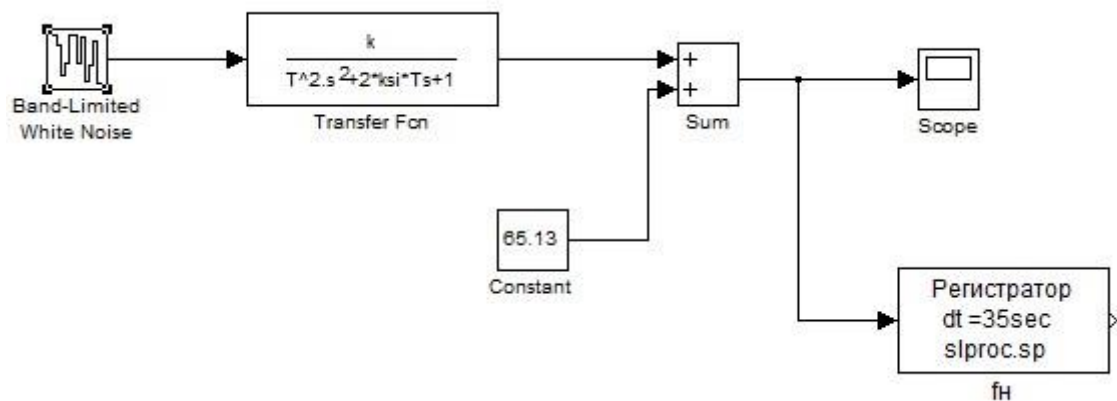 Band-Limited
White Noise
k
T^2.s^2+2*ksi*Ts+1
Transfer Fcn
+
+
Sum
Scope
65.13
Constant
Регистратор
dt =35sec
slproc.sp
fн